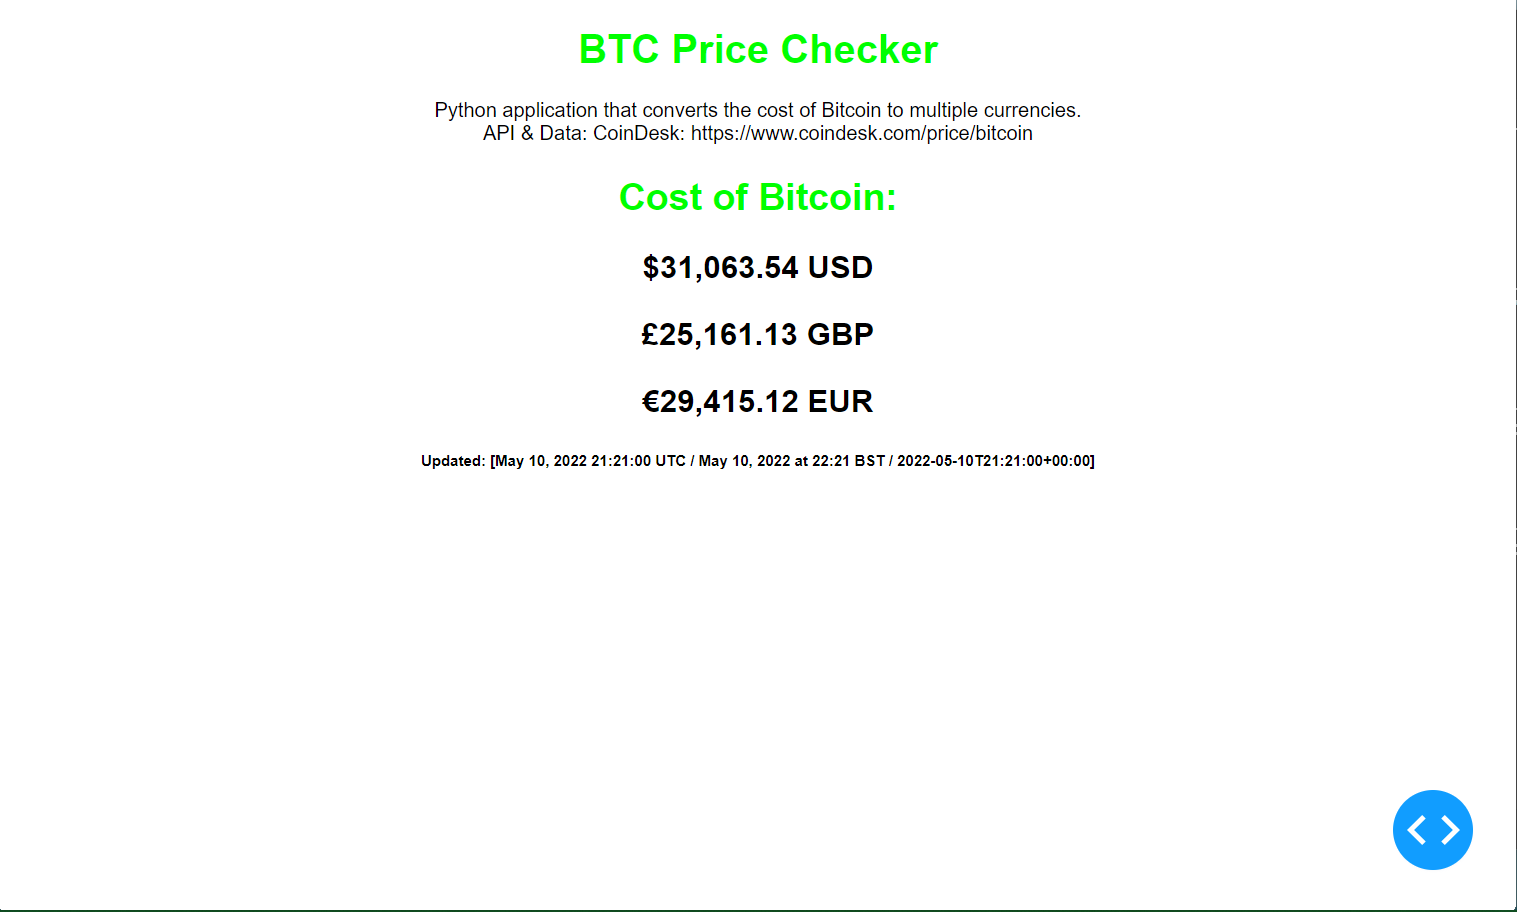 BTC Price Checker
Python application that converts the cost of Bitcoin to multiple currencies.
API & Data: CoinDesk: https://www.coindesk.com/price/bitcoin
Cost of Bitcoin:
$31,063.54 USD
£25,161.13 GBP
€29,415.12 EUR
Updated: [May 10, 2022 21:21:00 UTC / May 10, 2022 at 22:21 BST / 2022-05-10T21:21:00+00:00]